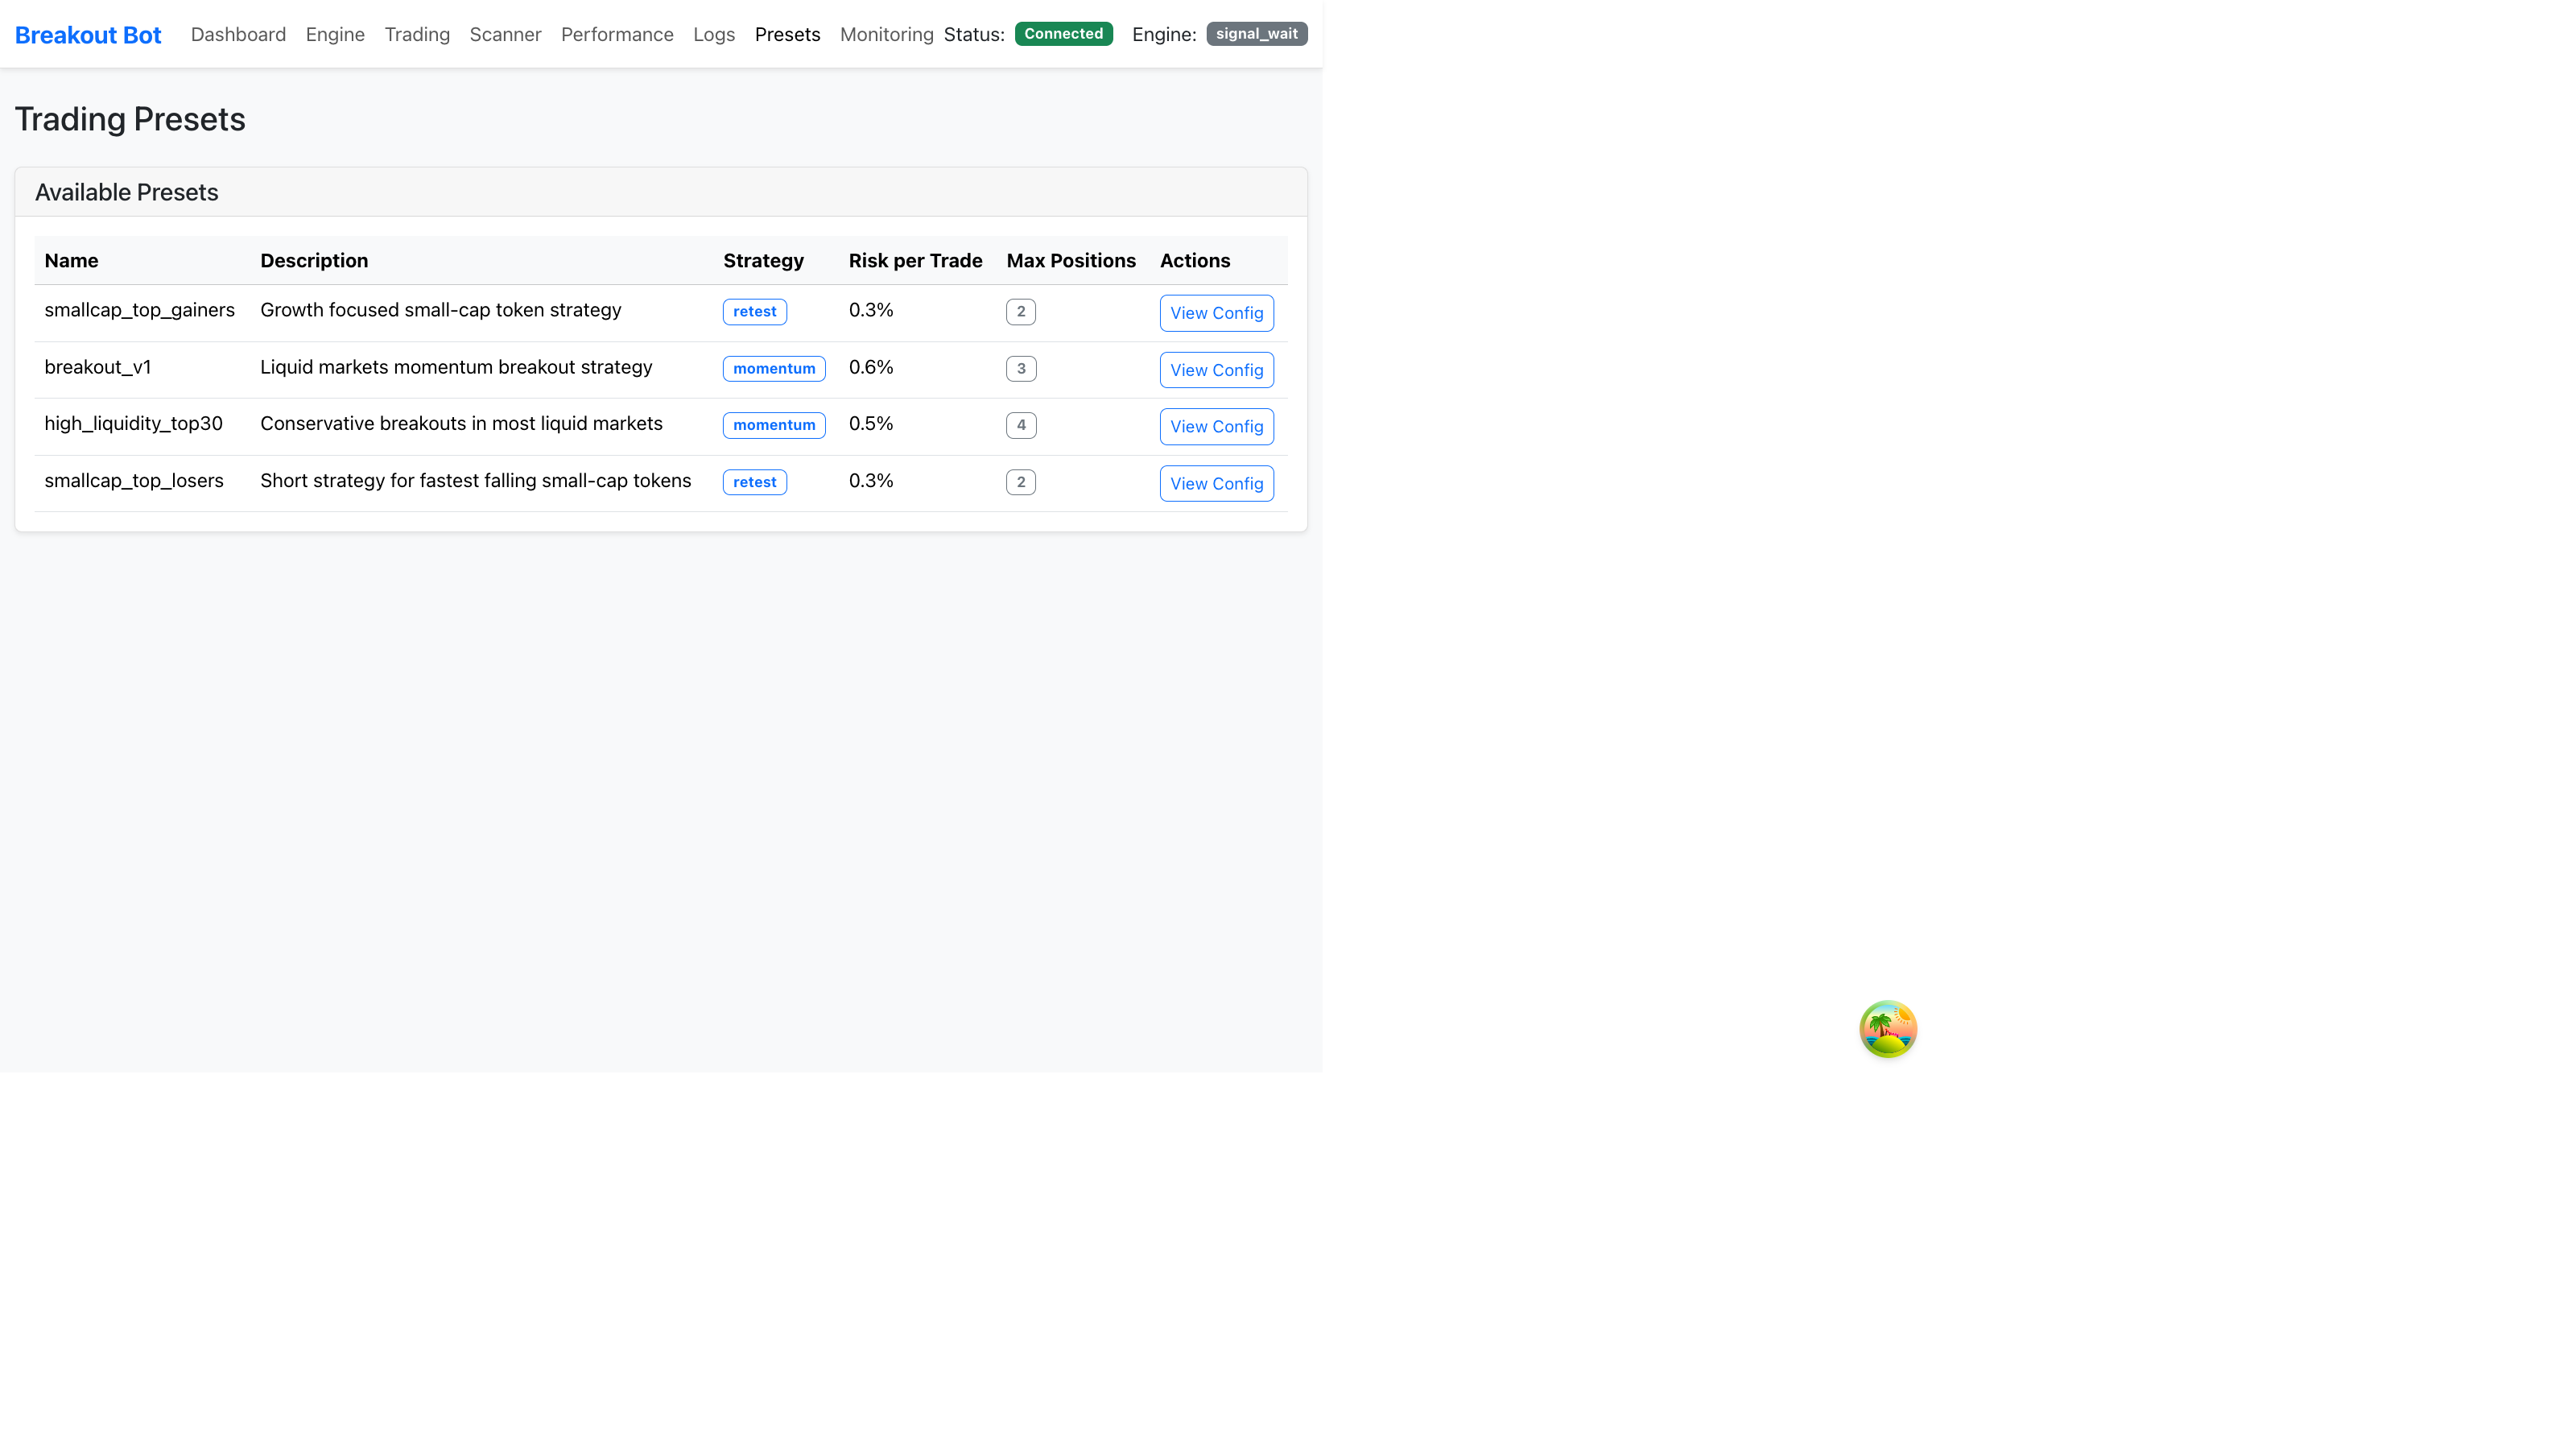 Breakout Bot Dashboard Engine Trading Scanner Performance Logs Presets Monitoring Status: Connected Engine: signal_wait
Trading Presets
Available Presets
Name Description Strategy Risk per Trade Max Positions Actions
smallcap_top_gainers Growth focused small-cap token strategy retest 0.3% 2 View Config
breakout_v1 Liquid markets momentum breakout strategy momentum 0.6% 3 View Config
high_liquidity_top30 Conservative breakouts in most liquid markets momentum 0.5% 4 View Config
smallcap_top_losers Short strategy for fastest falling small-cap tokens retest 0.3% 2 View Config